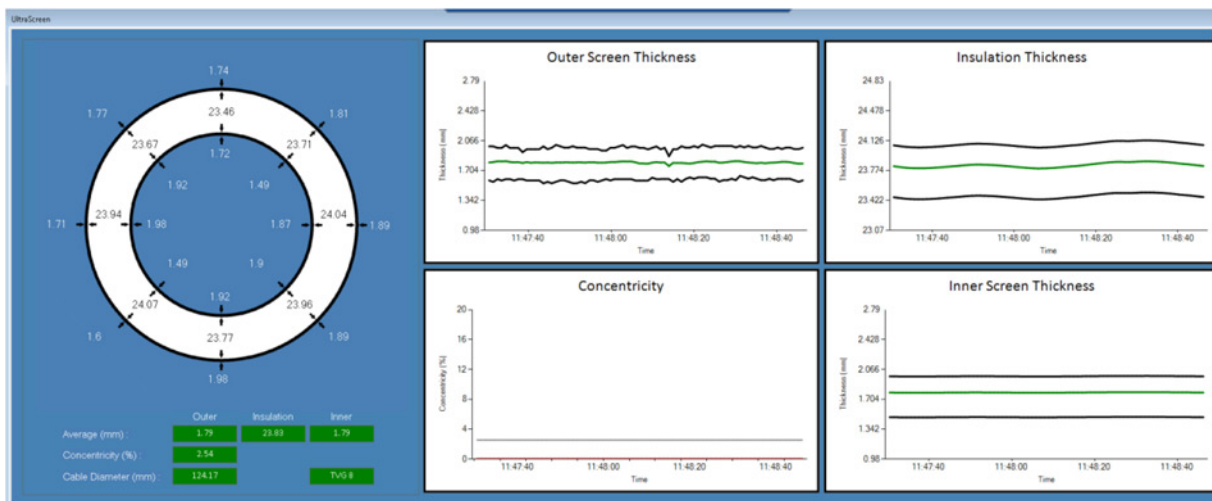 UltraScreen
1.74
1.77
1.81
23.46
23.67
23.71
1.72
1.92
1.49
1.71
23.94
1.98
1.87
24.04
1.89
1.49
1.9
24.07
1.92
23.96
1.6
23.77
1.89
1.98
Outer Insulation Inner
Average (mm) : 1.79 23.83 1.79
Concentricity (%) : 2.54
Cable Diameter (mm) : 124.17 TVG 8
Outer Screen Thickness
Thickness (mm)
2.79
2.428
2.066
1.704
1.342
0.98
11:47:40 11:48:00 11:48:20 11:48:40
Time
Insulation Thickness
Thickness (mm)
24.83
24.478
24.126
23.774
23.422
23.07
11:47:40 11:48:00 11:48:20 11:48:40
Time
Concentricity
Concentricity (%)
20
16
12
8
4
0
11:47:40 11:48:00 11:48:20 11:48:40
Time
Inner Screen Thickness
Thickness (mm)
2.79
2.428
2.066
1.704
1.342
0.98
11:47:40 11:48:00 11:48:20 11:48:40
Time